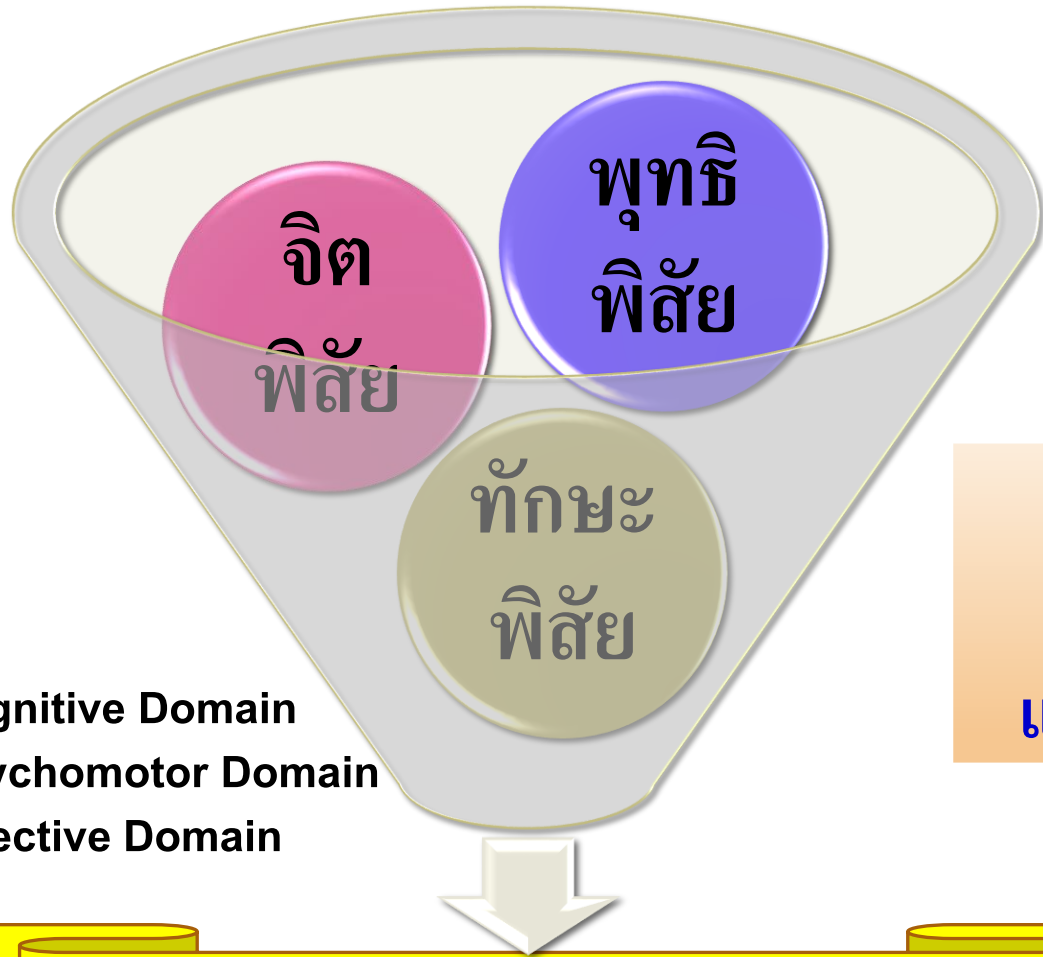 พุทธิ
พิสัย
จิต
พิสัย
ทักษะ
พิสัย
gnitive Domain
ychomotor Domain
ective Domain
แ